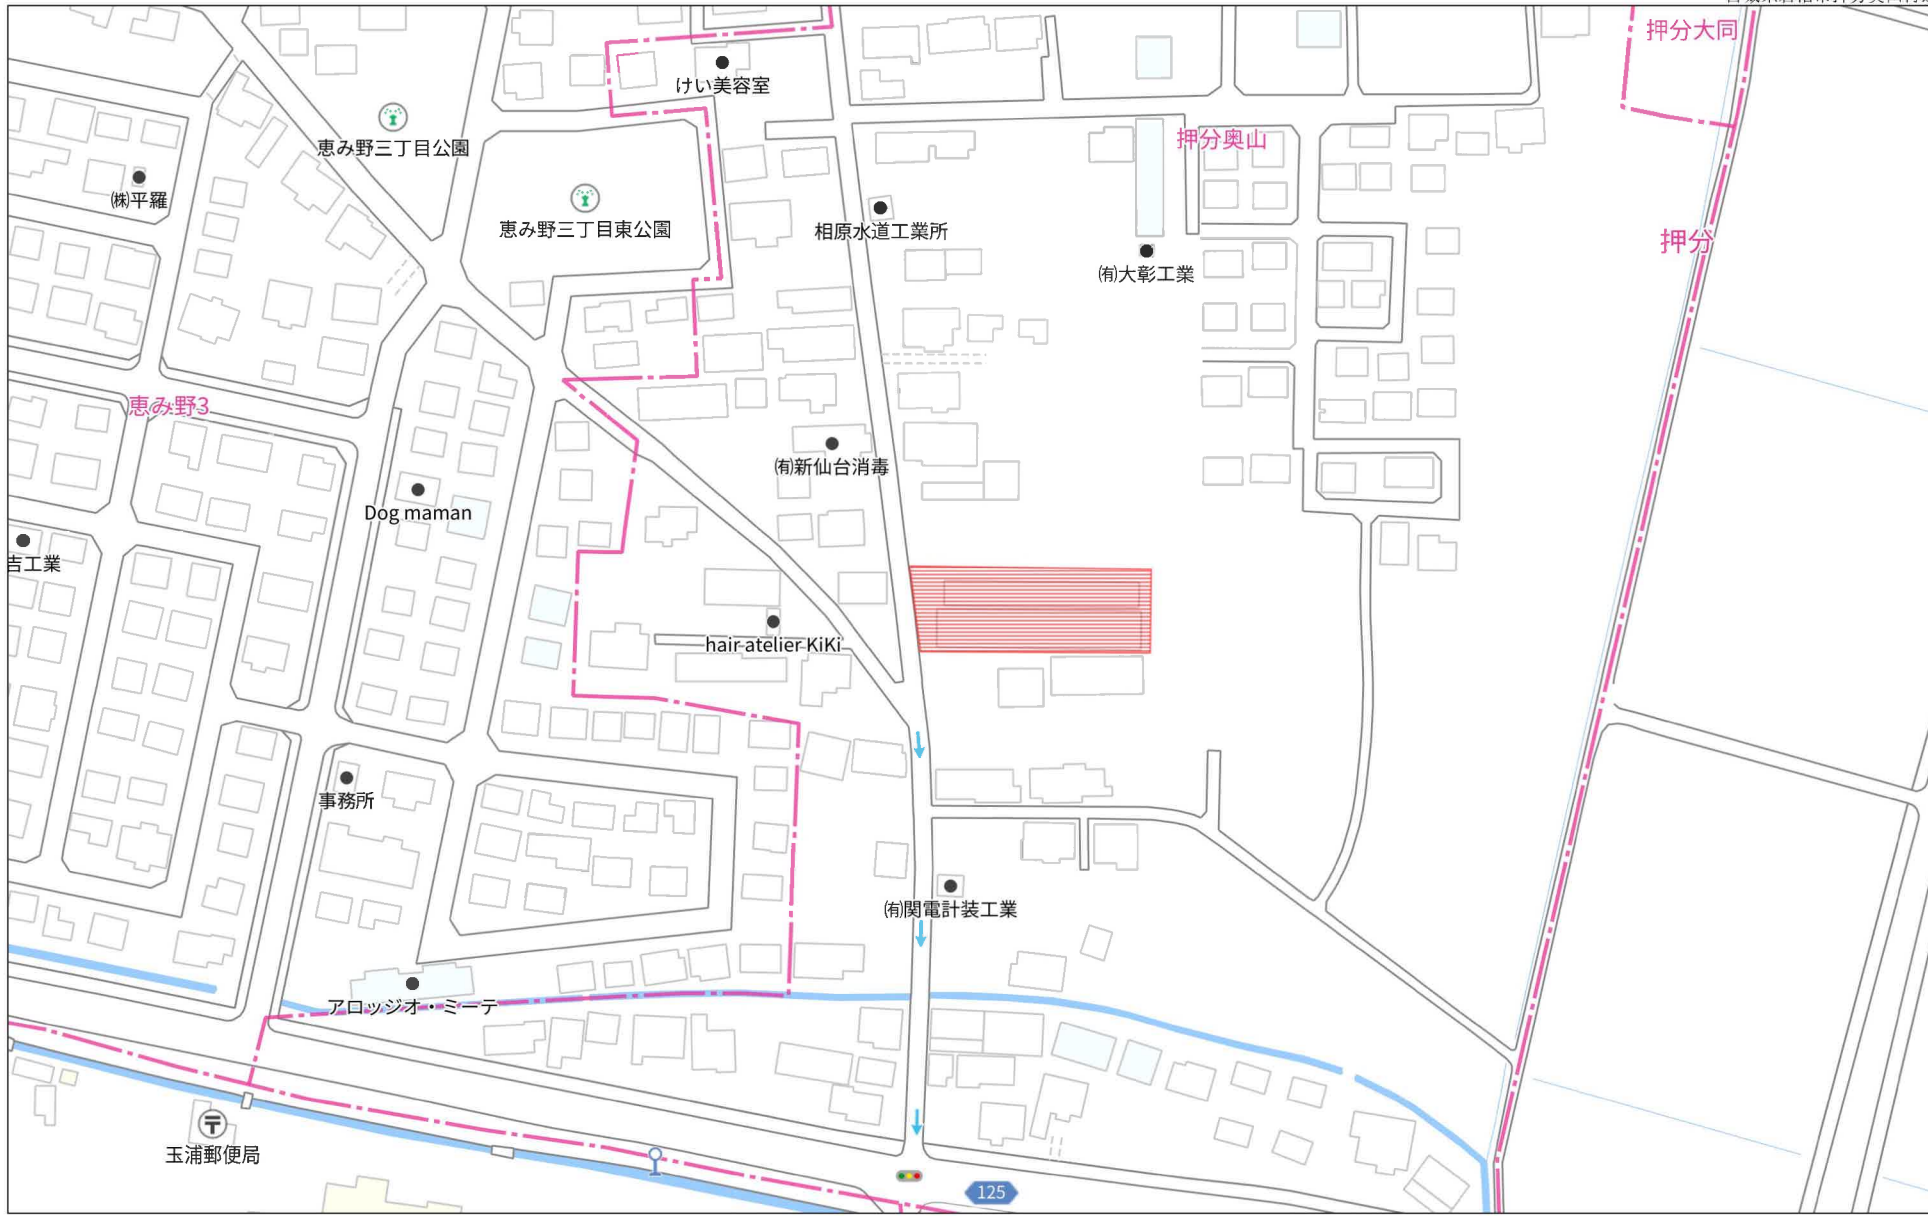 押分大同
けい美容室
恵み野三丁目公園
押分奥山
㈱平羅
恵み野三丁目東公園
相原水道工業所
押分
㈲大彰工業
恵み野3
㈲新仙台消毒
Dog maman
吉工業
hair atelier KiKi
事務所
㈲関電計装工業
アロッジオ・ミーテ
玉浦郵便局
125